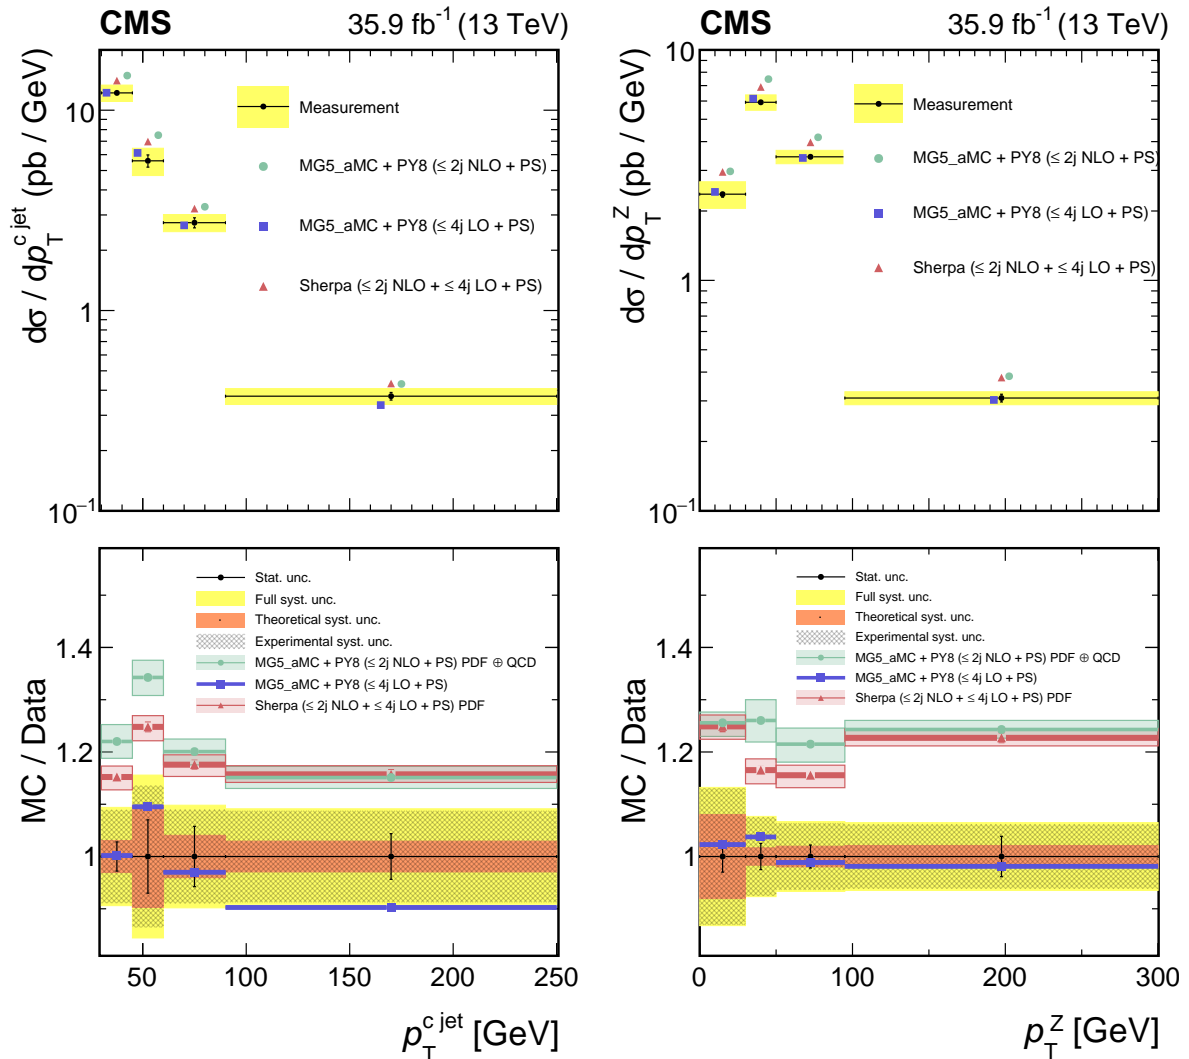 CMS 35.9 fb⁻¹ (13 TeV)
dσ / dp_T^{c jet} (pb / GeV)
10
1
10⁻¹
Measurement
MG5_aMC + PY8 (≤ 2j NLO + PS)
MG5_aMC + PY8 (≤ 4j LO + PS)
Sherpa (≤ 2j NLO + ≤ 4j LO + PS)
MC / Data
1.4
1.2
1
Stat. unc.
Full syst. unc.
Theoretical syst. unc.
Experimental syst. unc.
MG5_aMC + PY8 (≤ 2j NLO + PS) PDF ⊕ QCD
MG5_aMC + PY8 (≤ 4j LO + PS)
Sherpa (≤ 2j NLO + ≤ 4j LO + PS) PDF
50 100 150 200 250
p_T^{c jet} [GeV]
CMS 35.9 fb⁻¹ (13 TeV)
dσ / dp_T^Z (pb / GeV)
10
1
10⁻¹
Measurement
MG5_aMC + PY8 (≤ 2j NLO + PS)
MG5_aMC + PY8 (≤ 4j LO + PS)
Sherpa (≤ 2j NLO + ≤ 4j LO + PS)
MC / Data
1.4
1.2
1
Stat. unc.
Full syst. unc.
Theoretical syst. unc.
Experimental syst. unc.
MG5_aMC + PY8 (≤ 2j NLO + PS) PDF ⊕ QCD
MG5_aMC + PY8 (≤ 4j LO + PS)
Sherpa (≤ 2j NLO + ≤ 4j LO + PS) PDF
0 50 100 150 200 250 300
p_T^Z [GeV]